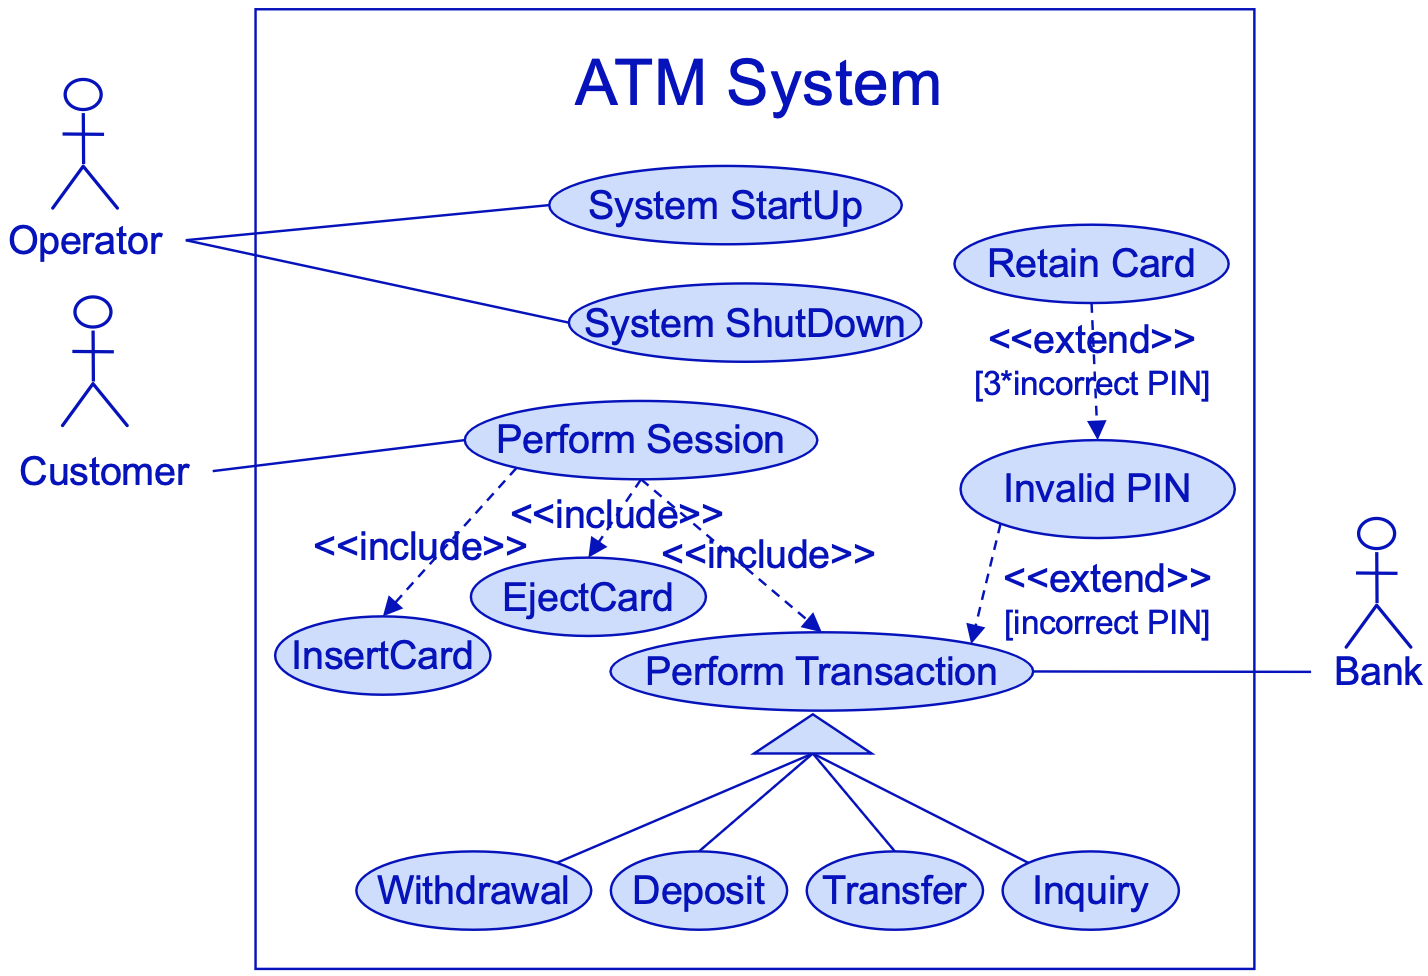 ATM System
Operator
System StartUp
Retain Card
System ShutDown
<<extend>>
[3*incorrect PIN]
Customer
Perform Session
Invalid PIN
<<include>>
<<include>>
<<include>>
<<extend>>
[incorrect PIN]
EjectCard
InsertCard
Perform Transaction
Bank
Withdrawal
Deposit
Transfer
Inquiry